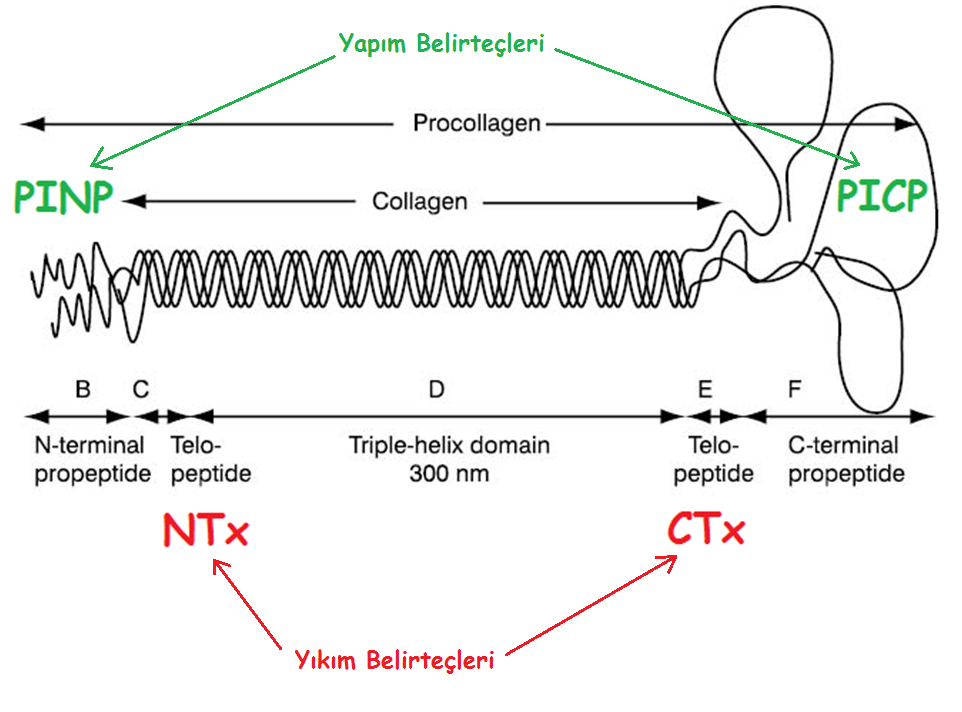 Yapım Belirteçleri
Procollagen
PINP
PICP
Collagen
B
C
D
E
F
N-terminal
propeptide
Telo-
peptide
Triple-helix domain
300 nm
Telo-
peptide
C-terminal
propeptide
NTx
CTx
Yıkım Belirteçleri